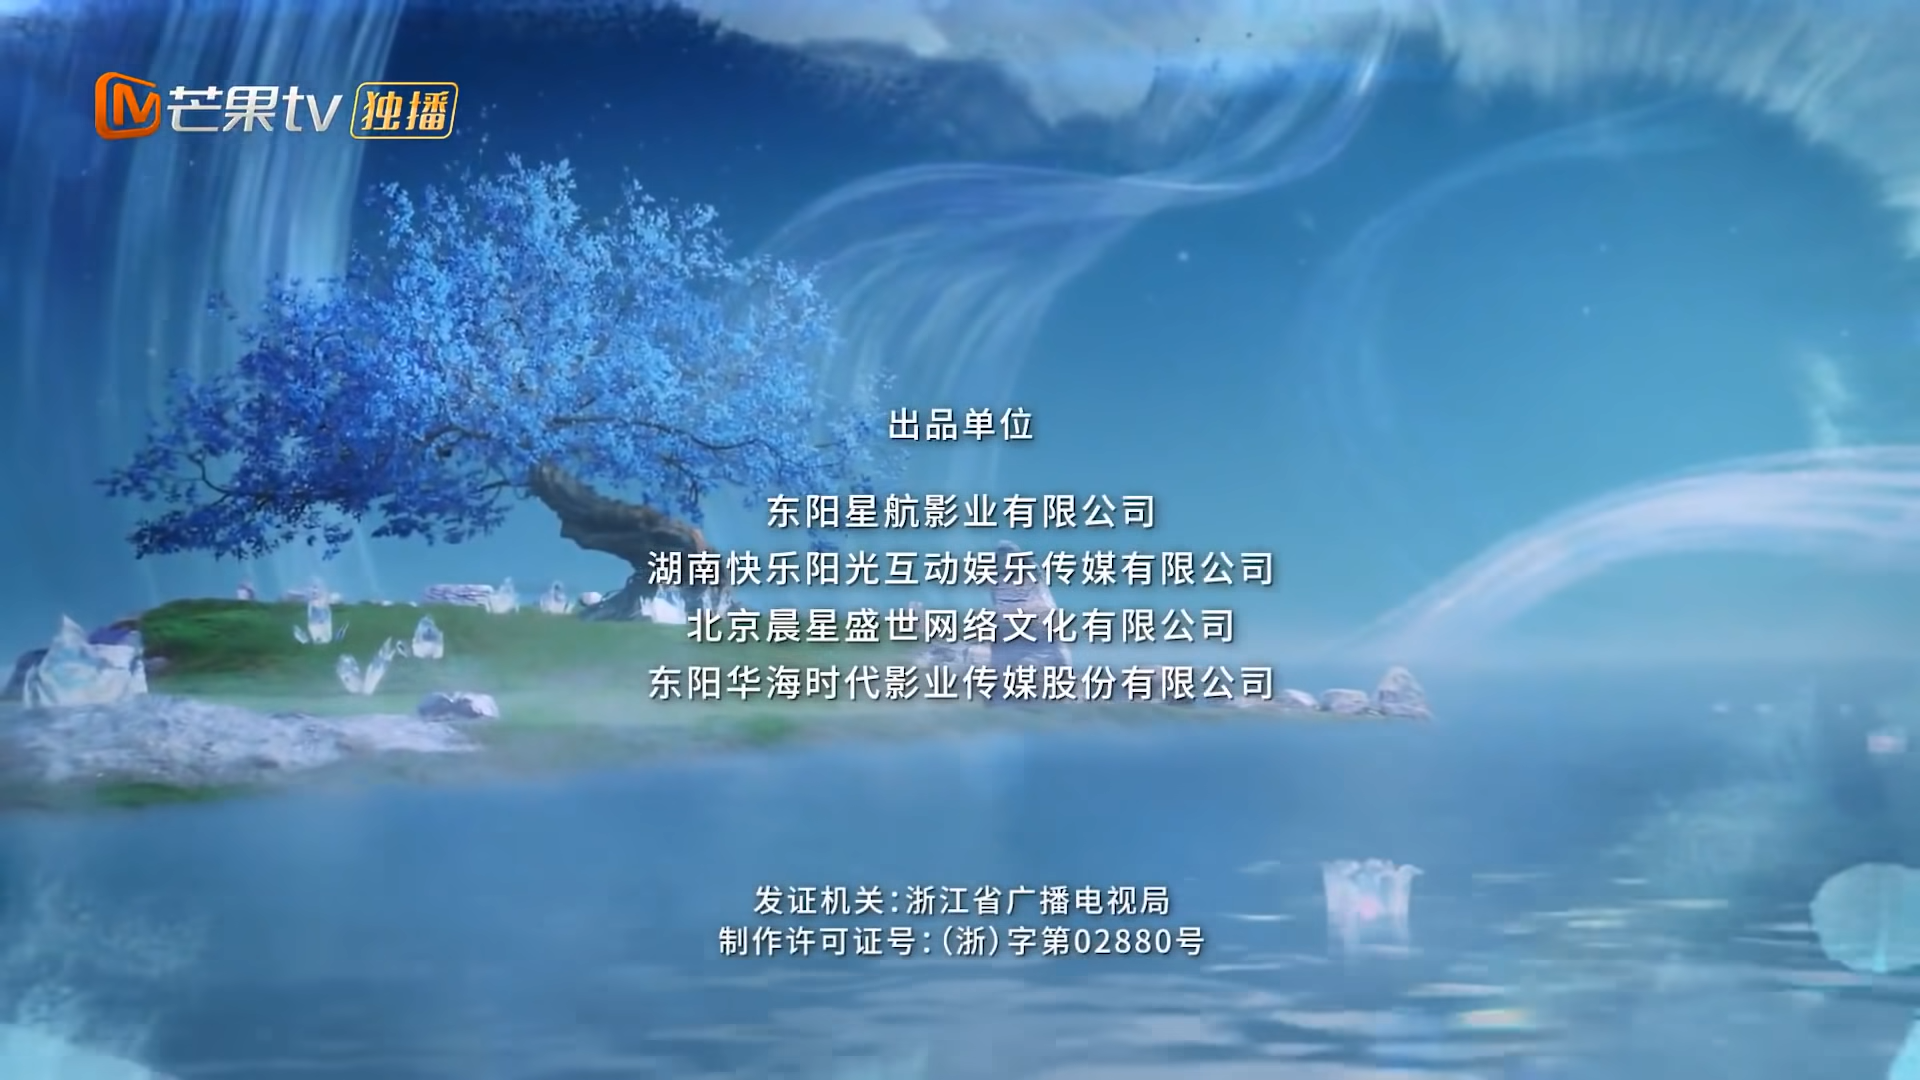 芒果tv 独播
出品单位
东阳星航影业有限公司
湖南快乐阳光互动娱乐传媒有限公司
北京晨星盛世网络文化有限公司
东阳华海时代影业传媒股份有限公司
发证机关:浙江省广播电视局
制作许可证号:(浙)字第02880号